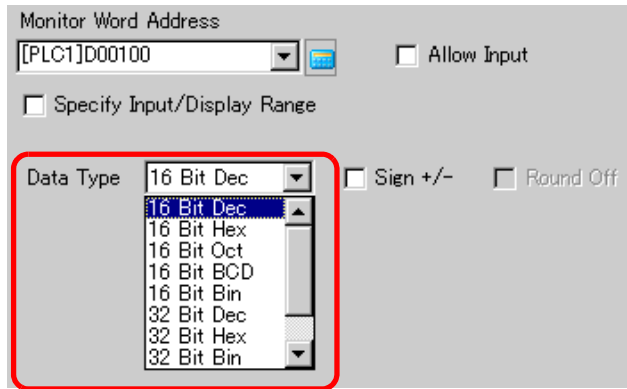 Monitor Word Address
[PLC1]D00100
Allow Input
Specify Input/Display Range
Data Type 16 Bit Dec Sign +/- Round Off
16 Bit Dec
16 Bit Hex
16 Bit Oct
16 Bit BCD
16 Bit Bin
32 Bit Dec
32 Bit Hex
32 Bit Bin